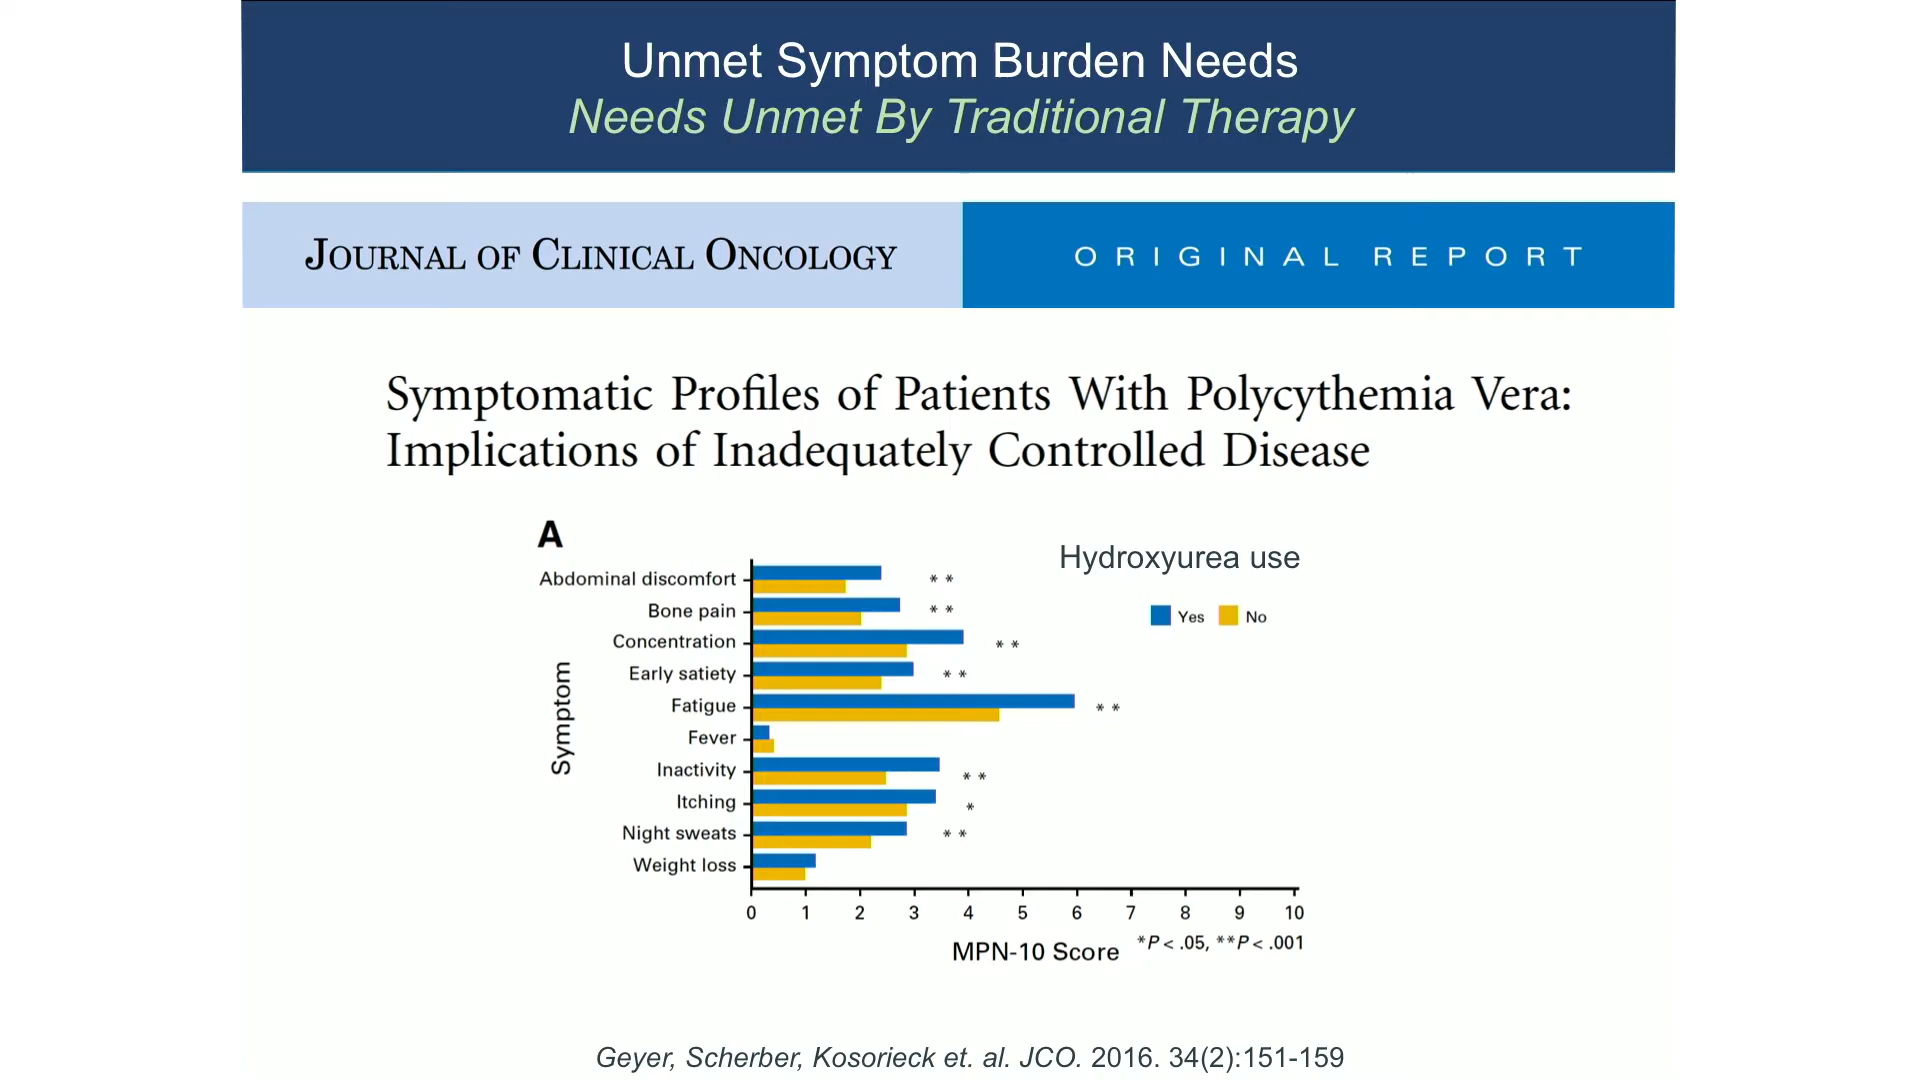 Unmet Symptom Burden Needs
Needs Unmet By Traditional Therapy
JOURNAL OF CLINICAL ONCOLOGY
ORIGINAL REPORT
Symptomatic Profiles of Patients With Polycythemia Vera:
Implications of Inadequately Controlled Disease
A
Hydroxyurea use
Yes No
Symptom
Abdominal discomfort **
Bone pain **
Concentration **
Early satiety **
Fatigue **
Fever
Inactivity **
Itching *
Night sweats **
Weight loss
0 1 2 3 4 5 6 7 8 9 10
MPN-10 Score
*P < .05, **P < .001
Geyer, Scherber, Kosorieck et. al. JCO. 2016. 34(2):151-159